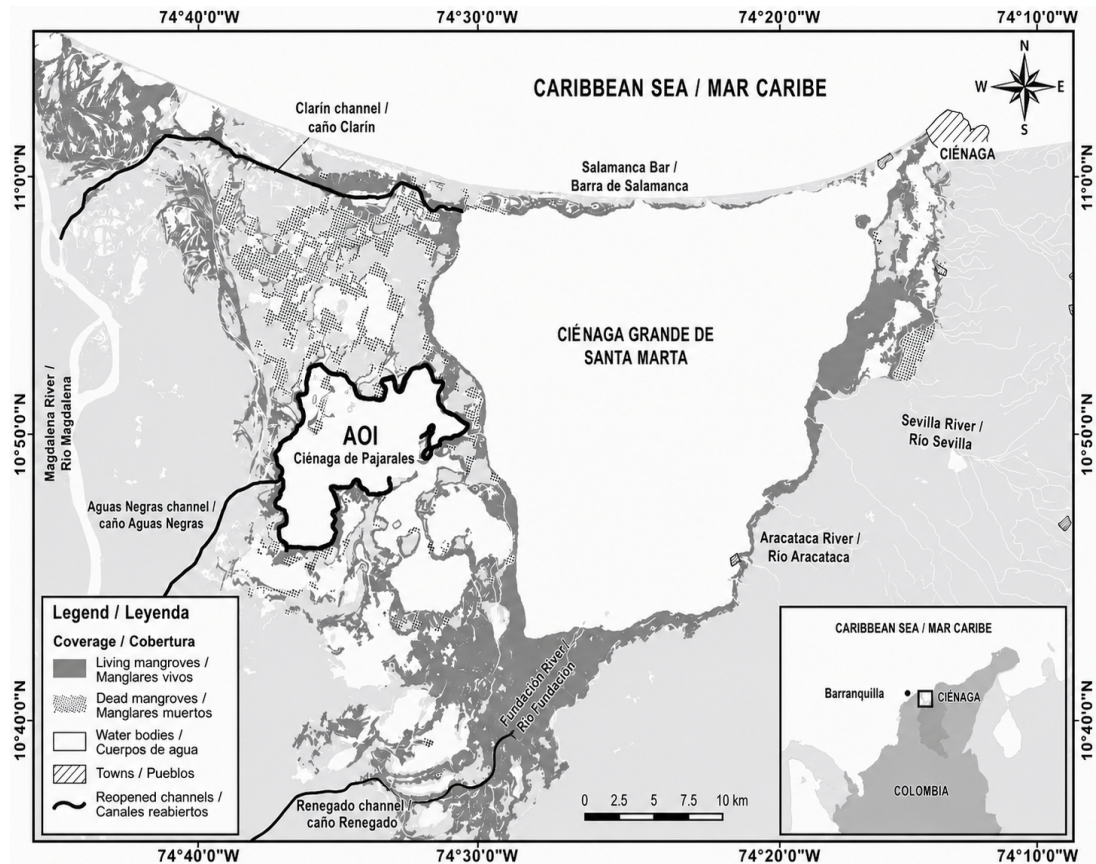 74°40'0"W
74°30'0"W
74°20'0"W
74°10'0"W
N
W
E
S
CARIBBEAN SEA / MAR CARIBE
Clarín channel /
caño Clarín
CIÉNAGA
Salamanca Bar /
Barra de Salamanca
11°0'0"N
11°0'0"N
CIÉNAGA GRANDE DE
SANTA MARTA
Magdalena River /
Río Magdalena
AOI
Ciénaga de Pajarales
Sevilla River /
Río Sevilla
10°50'0"N
10°50'0"N
Aguas Negras channel /
caño Aguas Negras
Aracataca River /
Río Aracataca
Fundación River /
Río Fundación
10°40'0"N
10°40'0"N
Renegado channel /
caño Renegado
Legend / Leyenda
Coverage / Cobertura
Living mangroves /
Manglares vivos
Dead mangroves /
Manglares muertos
Water bodies /
Cuerpos de agua
Towns / Pueblos
Reopened channels /
Canales reabiertos
0 2.5 5 7.5 10 km
CARIBBEAN SEA / MAR CARIBE
Barranquilla
CIÉNAGA
COLOMBIA
74°40'0"W
74°30'0"W
74°20'0"W
74°10'0"W